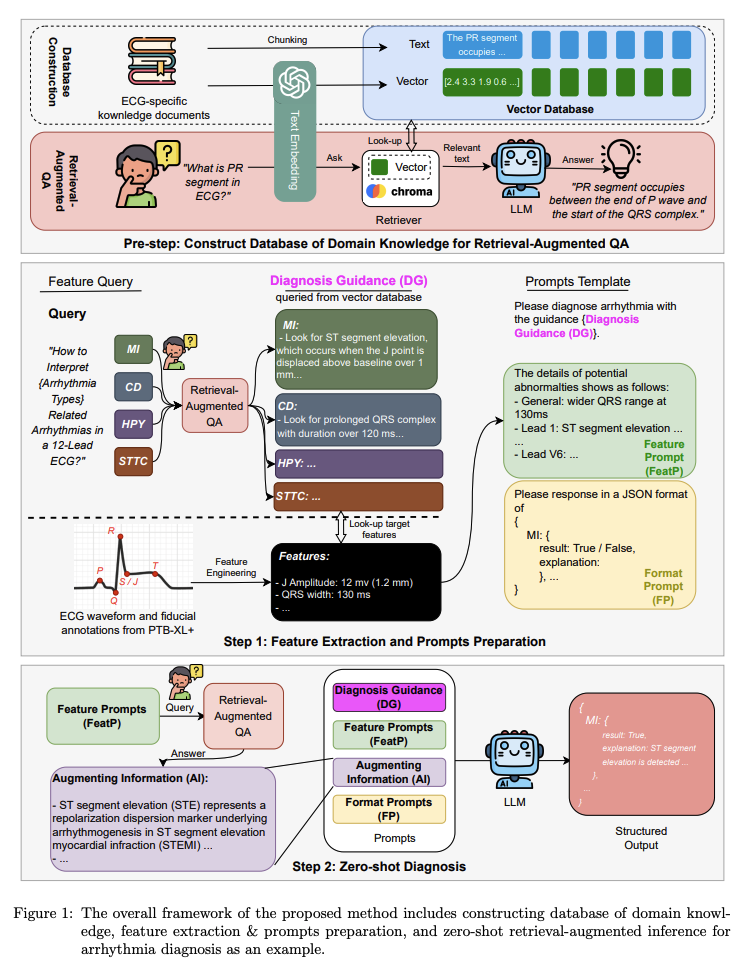 Database
Construction
ECG-specific
kownledge documents
Chunking
Text Embedding
Text
The PR segment
occupies ...
Vector
[2.4 3.3 1.9 0.6 ...]
Vector Database
Retrieval-
Augmented
QA
?
"What is PR
segment in
ECG?"
Ask
Look-up
Vector
chroma
Retriever
Relevant
text
AI
LLM
Answer
"PR segment occupies
between the end of P wave and
the start of the QRS complex."
Pre-step: Construct Database of Domain Knowledge for Retrieval-Augmented QA
Feature Query
Query
"How to
Interpret
{Arrhythmia
Types}
Related
Arrhythmias in
a 12-Lead
ECG?"
MI
CD
HPY
STTC
?
Retrieval-
Augmented
QA
Diagnosis Guidance (DG)
queried from vector database
MI:
- Look for ST segment elevation,
which occurs when the J point is
displaced above baseline over 1
mm...
CD:
- Look for prolonged QRS complex
with duration over 120 ms...
HPY: ...
STTC: ...
Look-up target
features
R
P
Q
S / J
T
ECG waveform and fiducial
annotations from PTB-XL+
Feature
Engineering
Features:
- J Amplitude: 12 mv (1.2 mm)
- QRS width: 130 ms
- ...
Prompts Template
Please diagnose arrhythmia with
the guidance {Diagnosis
Guidance (DG)}.
The details of potential
abnormalties shows as follows:
- General: wider QRS range at
130ms
- Lead 1: ST segment elevation ...
...
- Lead V6: ...
Feature
Prompt
(FeatP)
Please response in a JSON format
of
{
MI: {
result: True / False,
explanation:
}, ...
}
Format
Prompt
(FP)
Step 1: Feature Extraction and Prompts Preparation
Feature Prompts
(FeatP)
?
Query
Retrieval-
Augmented
QA
Answer
Augmenting Information (AI):
- ST segment elevation (STE) represents a
repolarization dispersion marker underlying
arrhythmogenesis in ST segment elevation
myocardial infraction (STEMI) ...
- ...
Diagnosis Guidance
(DG)
Feature Prompts
(FeatP)
Augmenting
Information (AI)
Format Prompts
(FP)
Prompts
AI
LLM
{
MI: {
result: True,
explanation: ST segment
elevation is detected ...
},
...
}
Structured
Output
Step 2: Zero-shot Diagnosis
Figure 1: The overall framework of the proposed method includes constructing database of domain knowl-
edge, feature extraction & prompts preparation, and zero-shot retrieval-augmented inference for
arrhythmia diagnosis as an example.